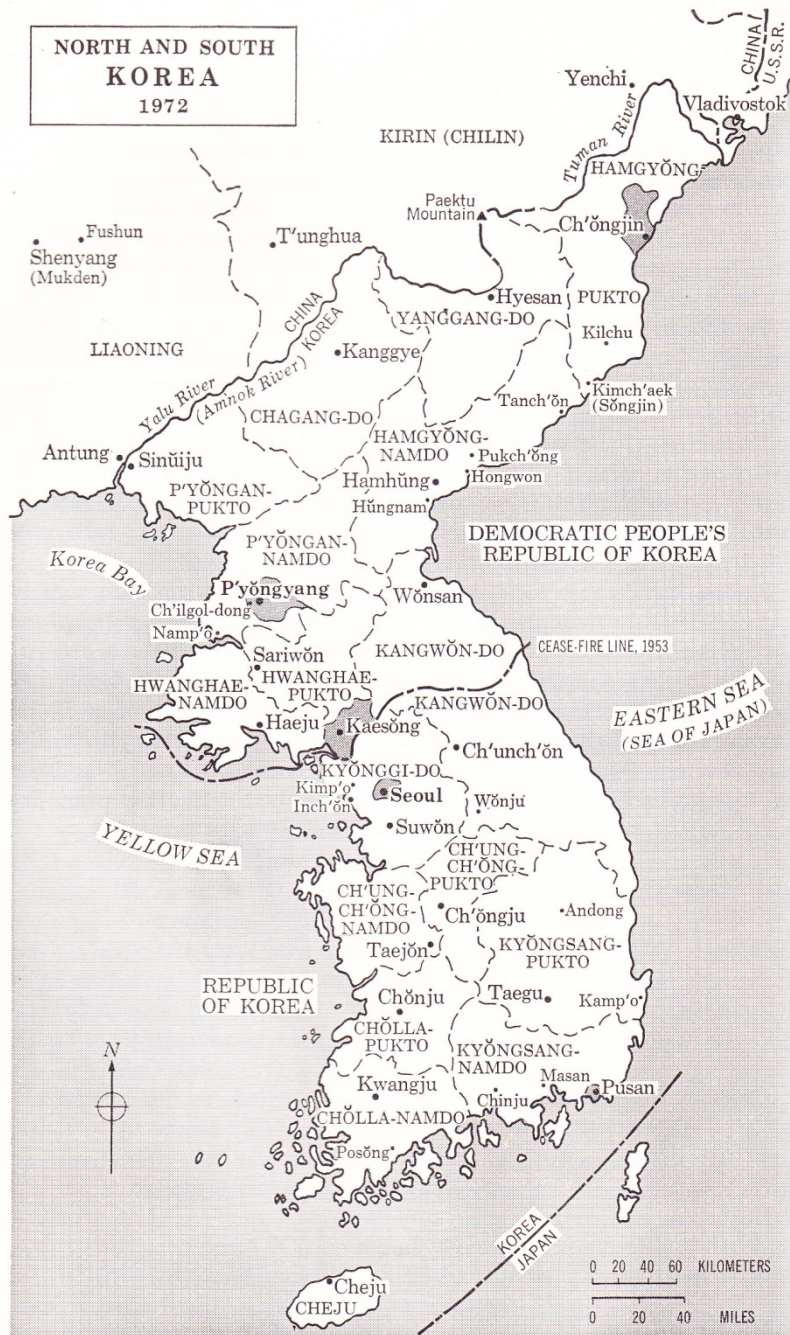 NORTH AND SOUTH
KOREA
1972
CHINA
U.S.S.R.
Yenchi
Vladivostok
KIRIN (CHILIN)
Tuman River
HAMGYŎNG-
Paektu
Mountain
Ch'ŏngjin
Fushun
T'unghua
Shenyang
(Mukden)
Hyesan
PUKTO
CHINA
KOREA
YANGGANG-DO
Kilchu
LIAONING
Kanggye
Yalu River
(Amnok River)
Kimch'aek
(Sŏngjin)
Tanch'ŏn
CHAGANG-DO
HAMGYŎNG-
NAMDO
Antung
Sinŭiju
Pukch'ŏng
Hongwon
Hamhŭng
P'YŎNGAN-
PUKTO
Hŭngnam
DEMOCRATIC PEOPLE'S
REPUBLIC OF KOREA
P'YŎNGAN-
NAMDO
Korea Bay
P'yŏngyang
Wŏnsan
Ch'ilgol-dong
Namp'o
CEASE-FIRE LINE, 1953
Sariwŏn
KANGWŎN-DO
HWANGHAE-
NAMDO
HWANGHAE-
PUKTO
KANGWŎN-DO
EASTERN SEA
(SEA OF JAPAN)
Haeju
Kaesŏng
Ch'unch'ŏn
KYŎNGGI-DO
Kimp'o
Inch'ŏn
Seoul
Wŏnju
YELLOW SEA
Suwŏn
CH'UNG-
CH'ŎNG-
PUKTO
CH'UNG-
CH'ŎNG-
NAMDO
Ch'ŏngju
Andong
Taejŏn
KYŎNGSANG-
PUKTO
REPUBLIC
OF KOREA
Chŏnju
Taegu
Kamp'o
CHŎLLA-
PUKTO
N
KYŎNGSANG-
NAMDO
Masan
Kwangju
Chinju
Pusan
CHŎLLA-NAMDO
Posŏng
KOREA
JAPAN
0 20 40 60 KILOMETERS
Cheju
CHEJU
0 20 40 MILES